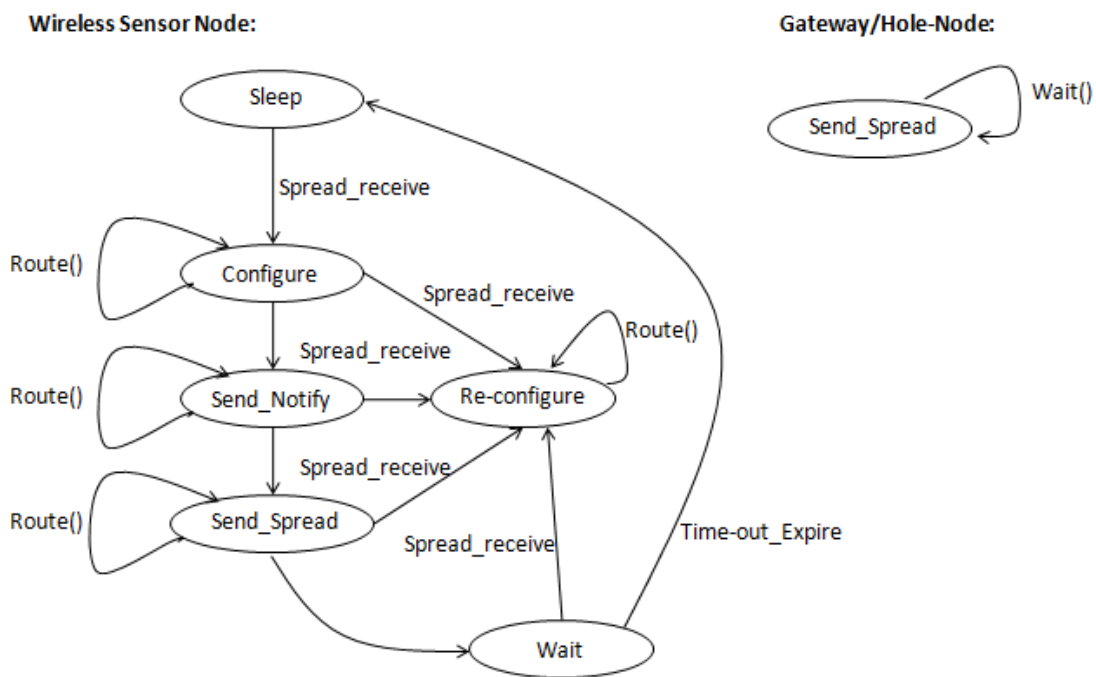 Wireless Sensor Node:
Gateway/Hole-Node:
Sleep
Wait()
Send_Spread
Spread_receive
Route()
Configure
Spread_receive
Route()
Spread_receive
Route()
Send_Notify
Re-configure
Spread_receive
Route()
Send_Spread
Spread_receive
Time-out_Expire
Wait